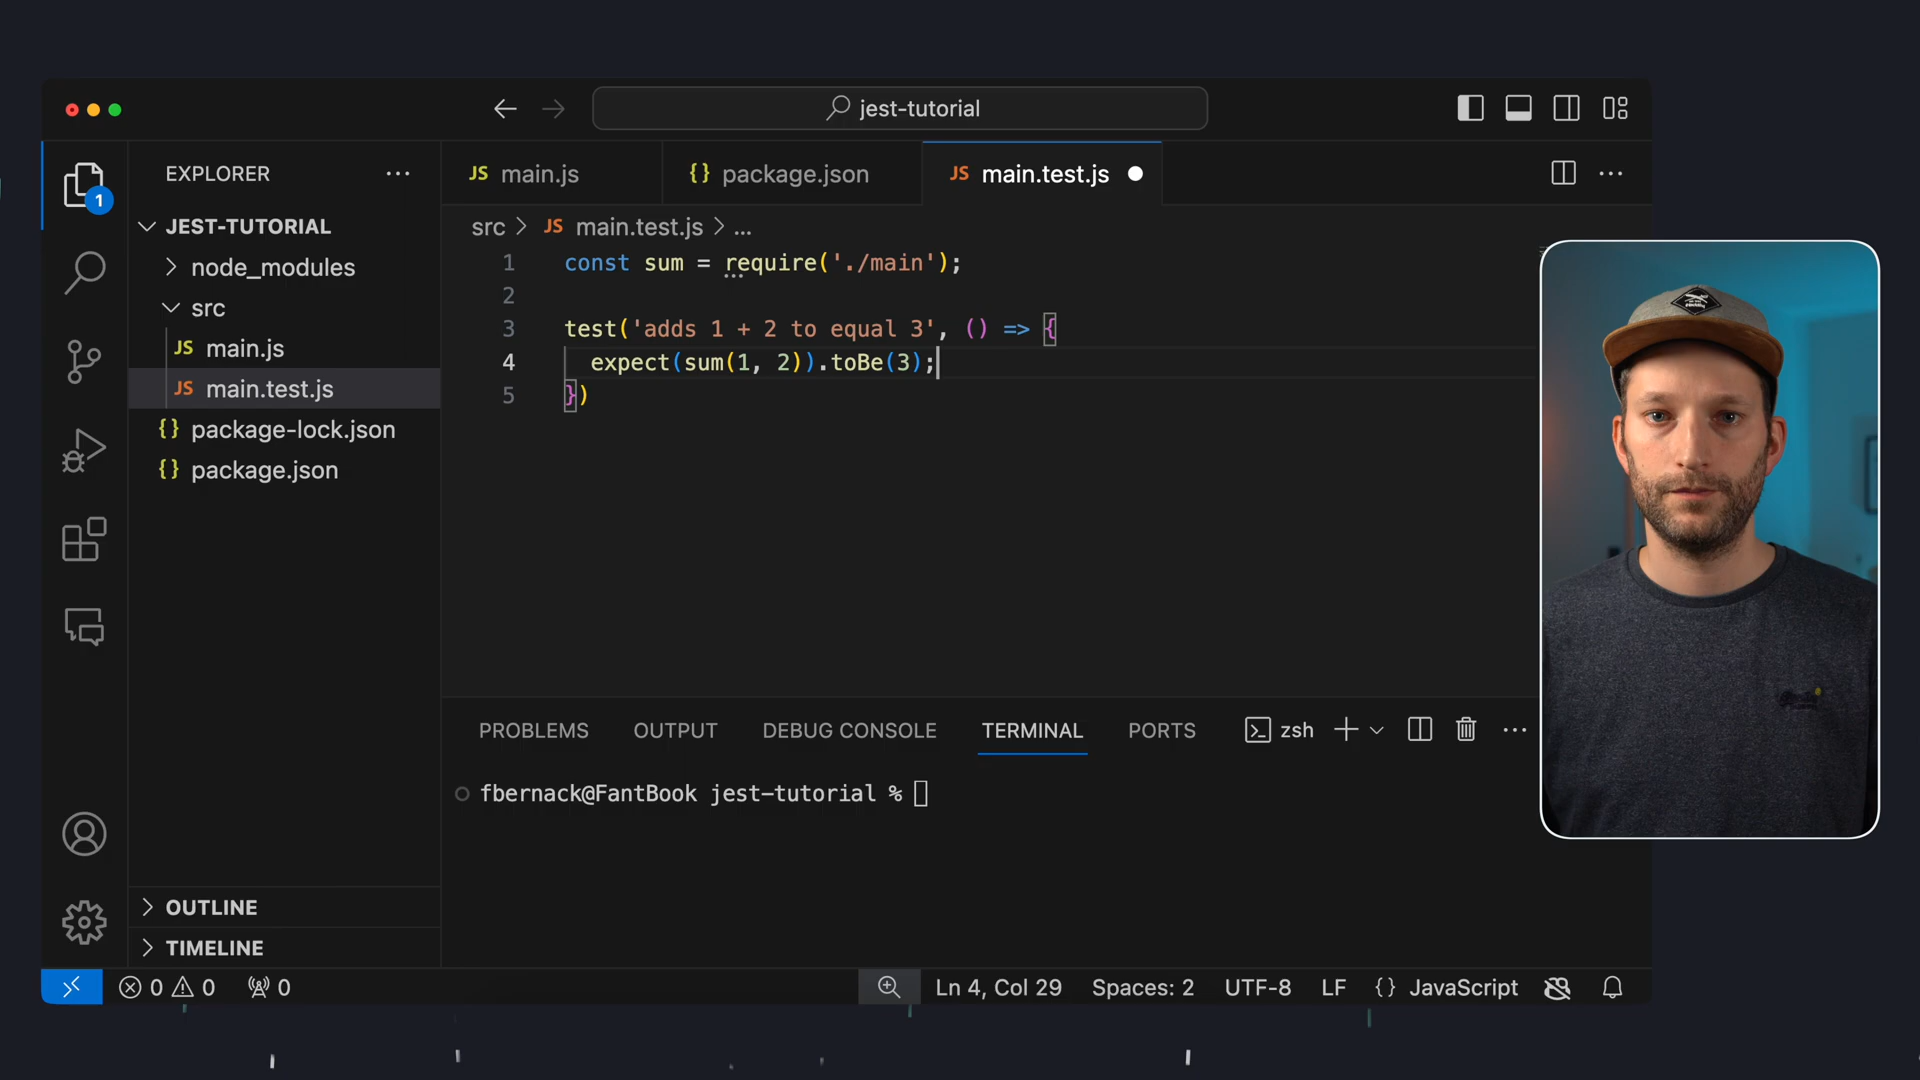 jest-tutorial
EXPLORER
JS main.js
{} package.json
JS main.test.js
1
JEST-TUTORIAL
node_modules
src
JS main.js
JS main.test.js
{} package-lock.json
{} package.json
OUTLINE
TIMELINE
src > JS main.test.js > ...
1 const sum = require('./main');
2
3 test('adds 1 + 2 to equal 3', () => {
4 expect(sum(1, 2)).toBe(3);
5 })
PROBLEMS OUTPUT DEBUG CONSOLE TERMINAL PORTS zsh
fbernack@FantBook jest-tutorial %
0 0 0 Ln 4, Col 29 Spaces: 2 UTF-8 LF {} JavaScript